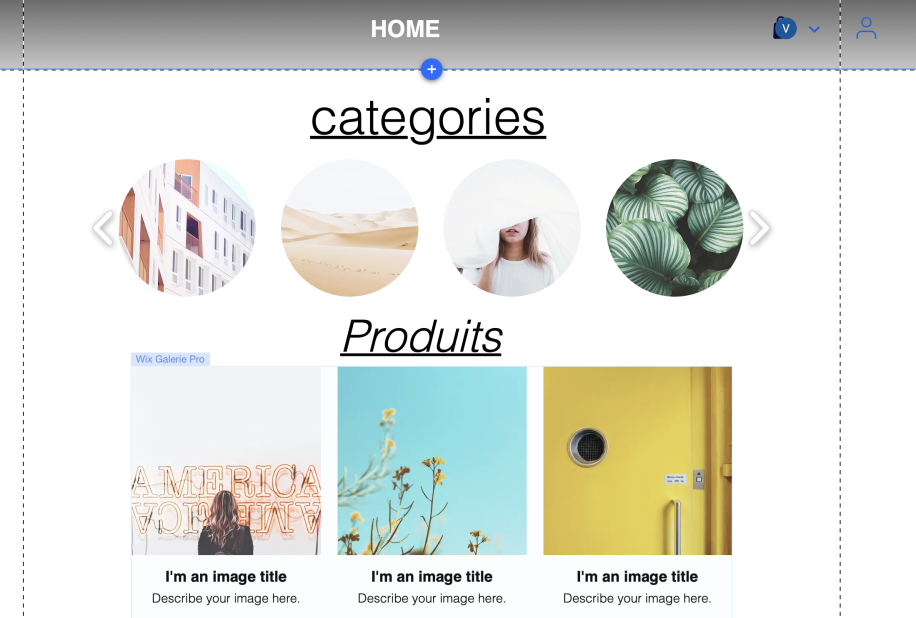 HOME
V
categories
Produits
Wix Galerie Pro
AMERICA
AMERICA
I'm an image title
I'm an image title
I'm an image title
Describe your image here.
Describe your image here.
Describe your image here.